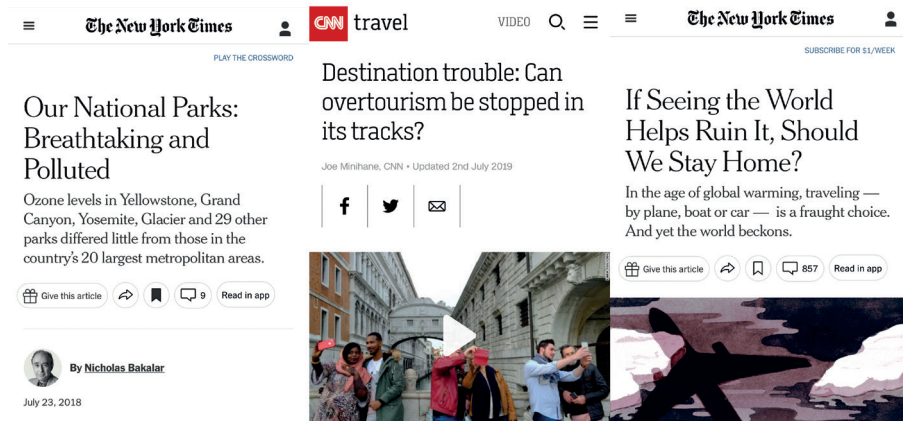 The New York Times
PLAY THE CROSSWORD
Our National Parks:
Breathtaking and
Polluted
Ozone levels in Yellowstone, Grand
Canyon, Yosemite, Glacier and 29 other
parks differed little from those in the
country's 20 largest metropolitan areas.
Give this article
9
Read in app
By Nicholas Bakalar
July 23, 2018
CNN travel
VIDEO
Destination trouble: Can
overtourism be stopped in
its tracks?
Joe Minihane, CNN • Updated 2nd July 2019
The New York Times
SUBSCRIBE FOR $1/WEEK
If Seeing the World
Helps Ruin It, Should
We Stay Home?
In the age of global warming, traveling —
by plane, boat or car — is a fraught choice.
And yet the world beckons.
Give this article
857
Read in app